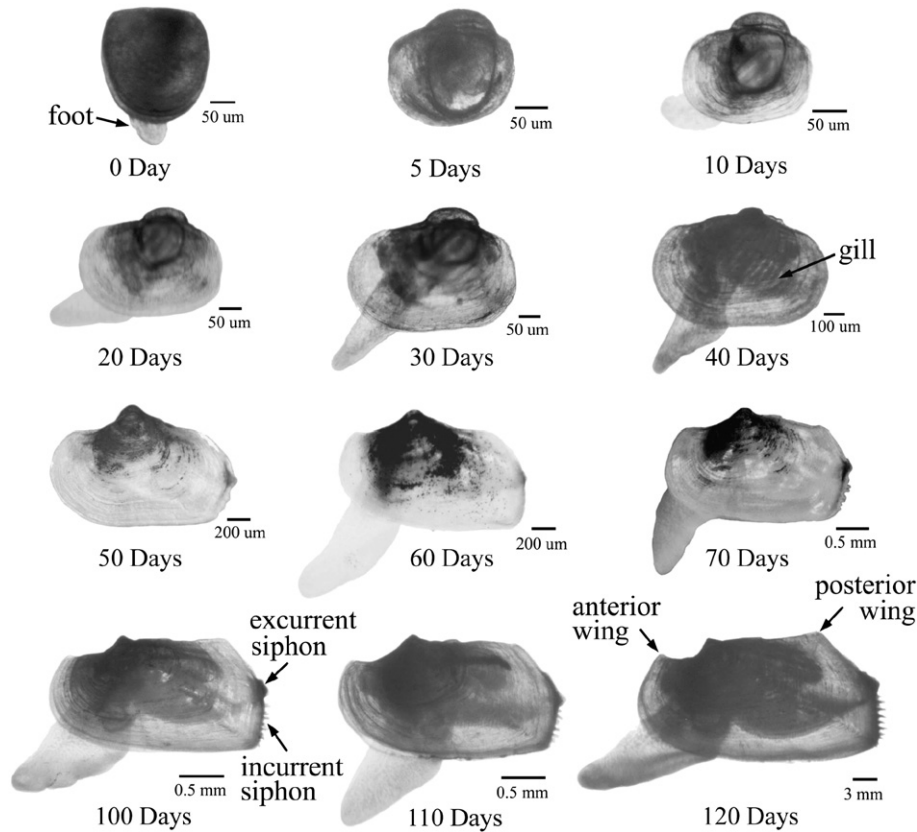 foot
50 um
0 Day
50 um
5 Days
50 um
10 Days
50 um
20 Days
50 um
30 Days
gill
100 um
40 Days
200 um
50 Days
200 um
60 Days
0.5 mm
70 Days
excurrent
siphon
incurrent
siphon
0.5 mm
100 Days
0.5 mm
110 Days
anterior
wing
posterior
wing
3 mm
120 Days